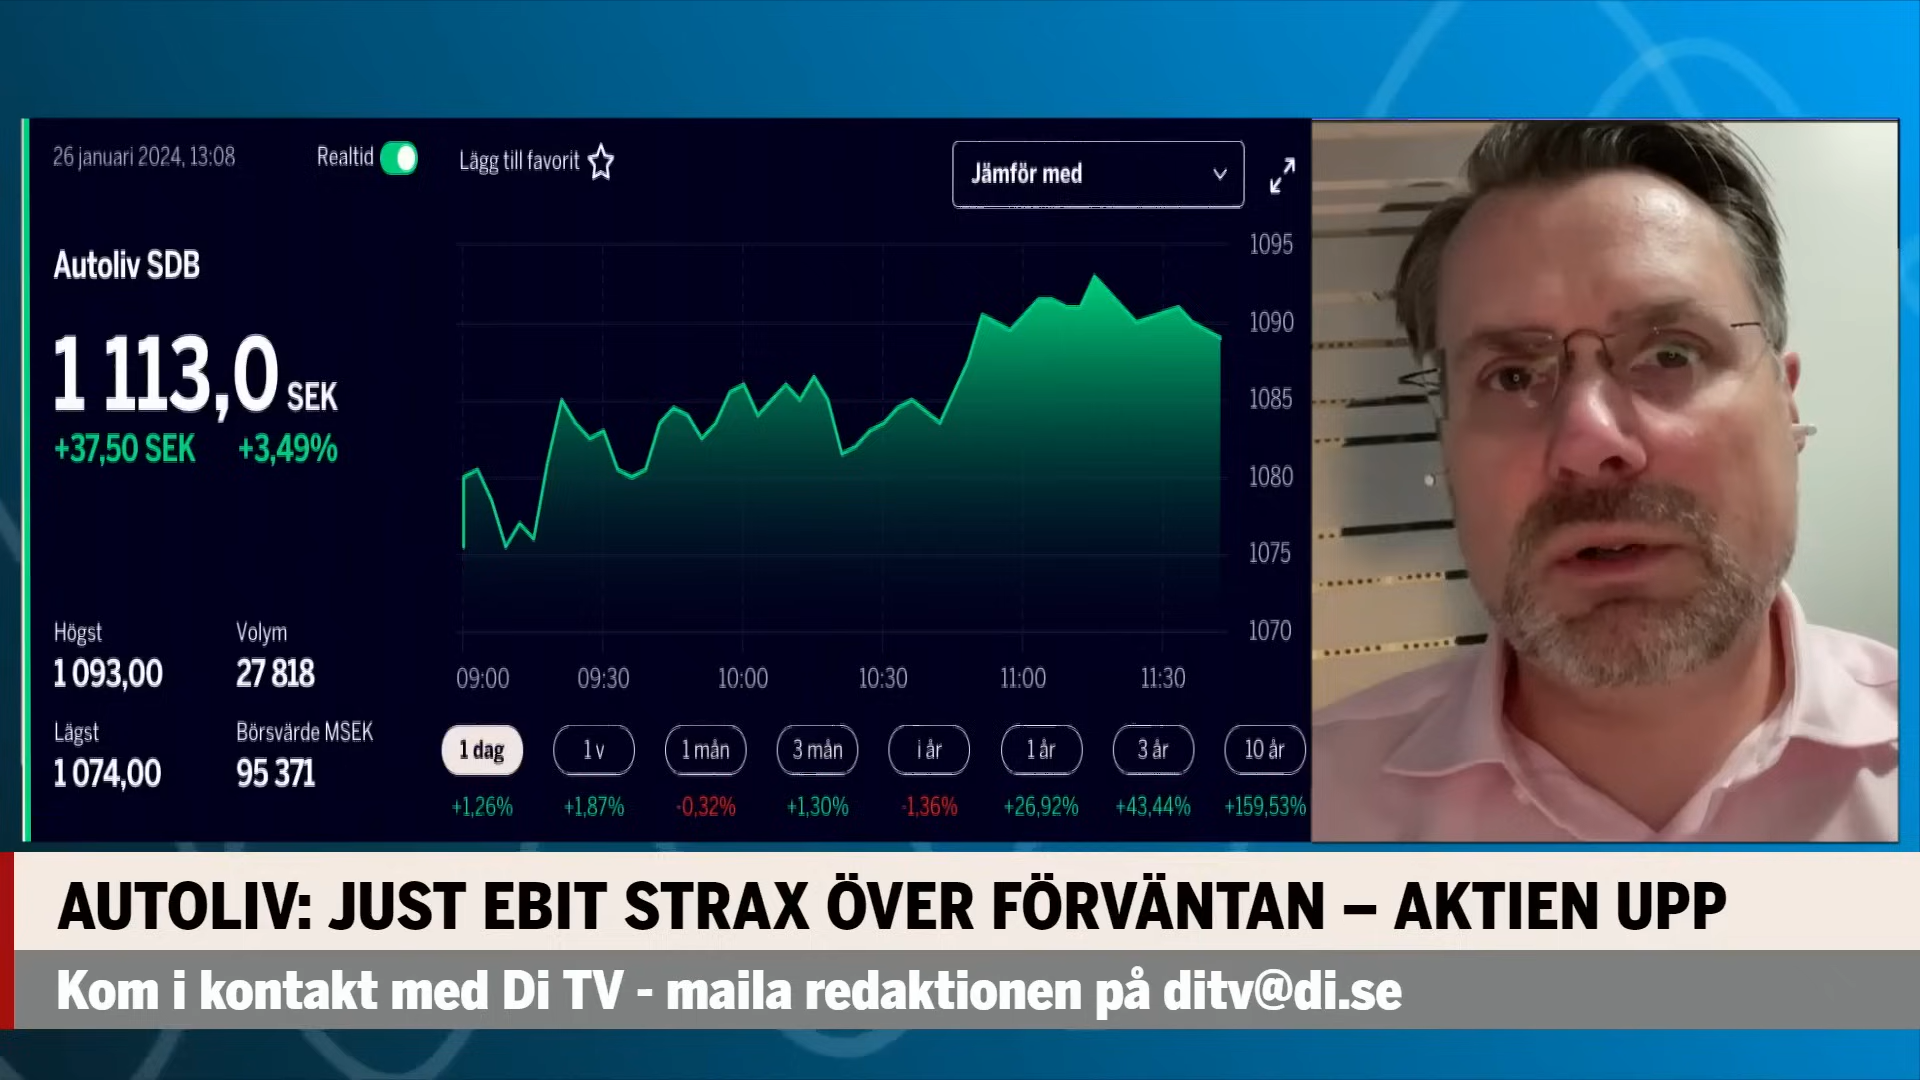 26 januari 2024, 13:08
Realtid
Lägg till favorit
Jämför med
Autoliv SDB
1 113,0 SEK
+37,50 SEK +3,49%
Högst
1 093,00
Volym
27 818
Lägst
1 074,00
Börsvärde MSEK
95 371
1095
1090
1085
1080
1075
1070
09:00 09:30 10:00 10:30 11:00 11:30
1 dag 1 v 1 mån 3 mån i år 1 år 3 år 10 år
+1,26% +1,87% -0,32% +1,30% -1,36% +26,92% +43,44% +159,53%
AUTOLIV: JUST EBIT STRAX ÖVER FÖRVÄNTAN – AKTIEN UPP
Kom i kontakt med Di TV - maila redaktionen på ditv@di.se